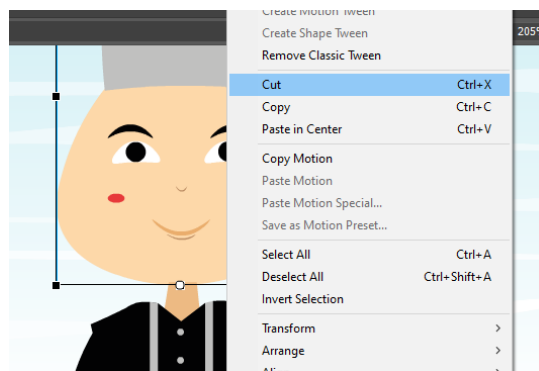 Create Motion Tween
205%
Create Shape Tween
Remove Classic Tween
Cut Ctrl+X
Copy Ctrl+C
Paste in Center Ctrl+V
Copy Motion
Paste Motion
Paste Motion Special...
Save as Motion Preset...
Select All Ctrl+A
Deselect All Ctrl+Shift+A
Invert Selection
Transform
Arrange